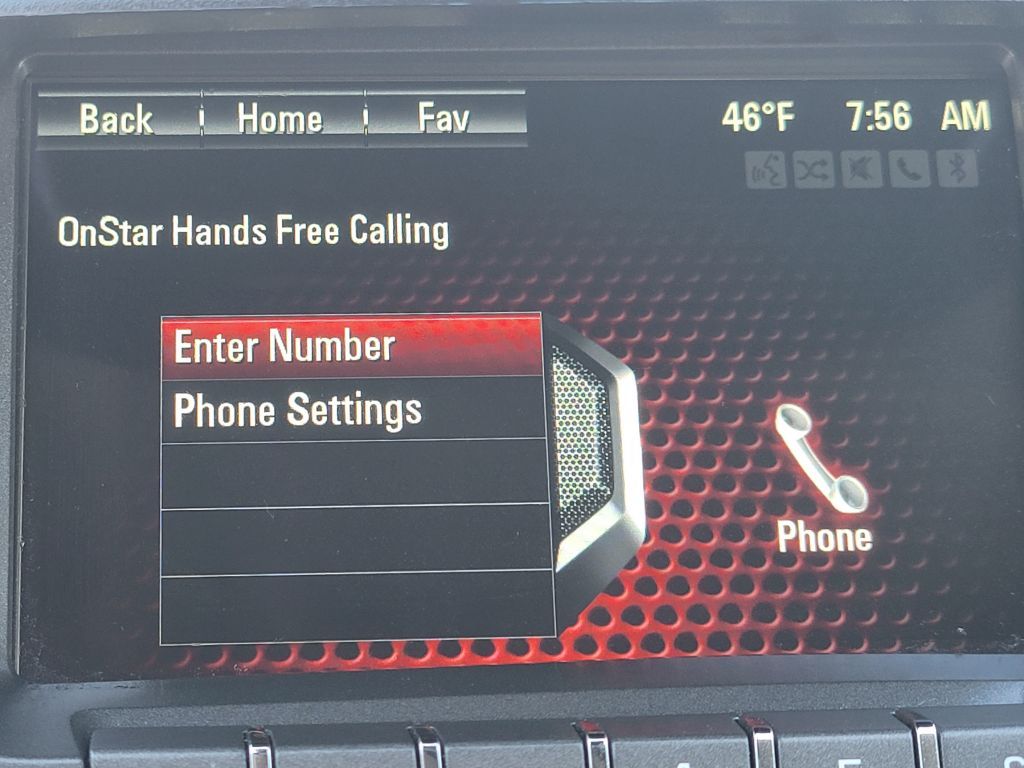 Back Home Fav 46°F 7:56 AM
OnStar Hands Free Calling
Enter Number
Phone Settings
Phone